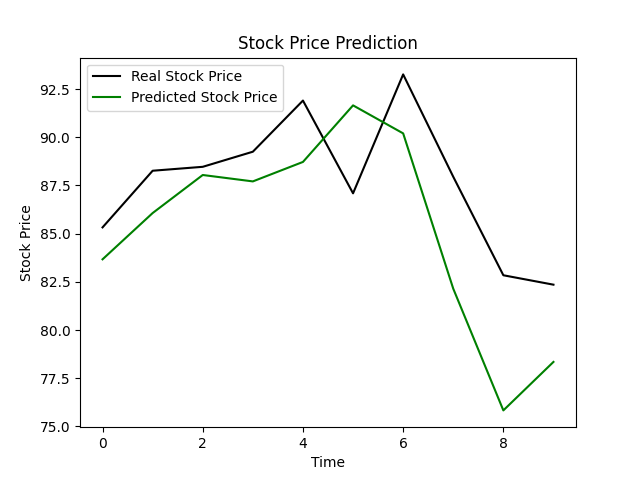 Stock Price Prediction
Real Stock Price
Predicted Stock Price
92.5
90.0
87.5
85.0
82.5
80.0
77.5
75.0
Stock Price
0 2 4 6 8
Time